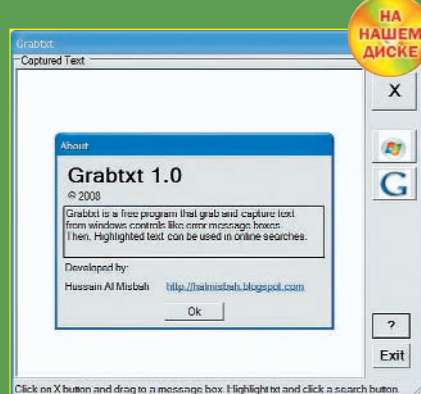 НА
НАШЕМ
ДИСКЕ
Grabtxt
Captured Text
X
About
Grabtxt 1.0
© 2008
Grabtxt is a free program that grab and capture text
from windows controls like error message boxes.
Then. Highlighted text can be used in online searches.
Developed by:
Hussain Al Misbah http://halmisbah.blogspot.com
Ok
G
?
Exit
Click on X button and drag to a message box. Highlight txt and click a search button.